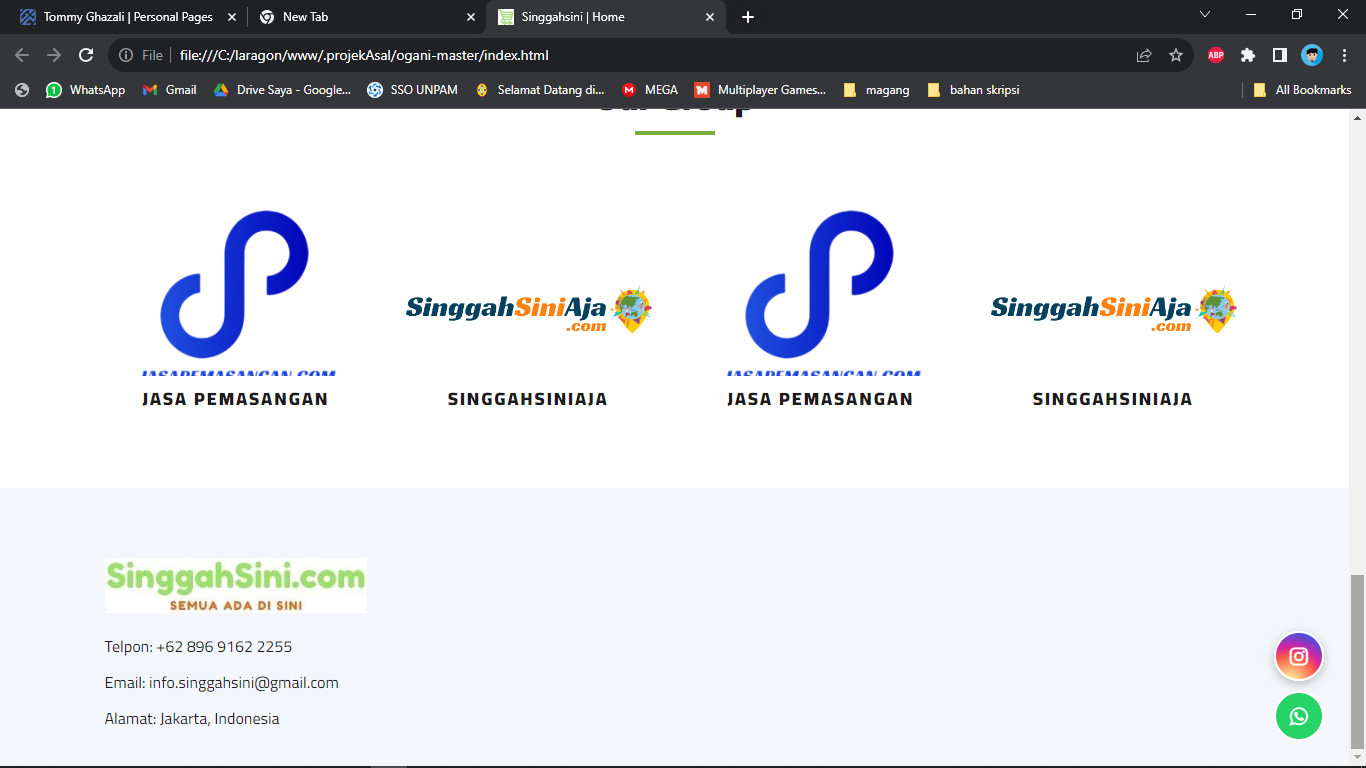 Tommy Ghazali | Personal Pages
New Tab
Singgahsini | Home
File
file:///C:/laragon/www/.projekAsal/ogani-master/index.html
ABP
WhatsApp
Gmail
Drive Saya - Google...
SSO UNPAM
Selamat Datang di...
MEGA
Multiplayer Games...
magang
bahan skripsi
All Bookmarks
Our Group
JASAPEMASANGAN.COM
SinggahSiniAja
.com
JASAPEMASANGAN.COM
SinggahSiniAja
.com
JASA PEMASANGAN
SINGGAHSINIAJA
JASA PEMASANGAN
SINGGAHSINIAJA
SinggahSini.com
SEMUA ADA DI SINI
Telpon: +62 896 9162 2255
Email: info.singgahsini@gmail.com
Alamat: Jakarta, Indonesia